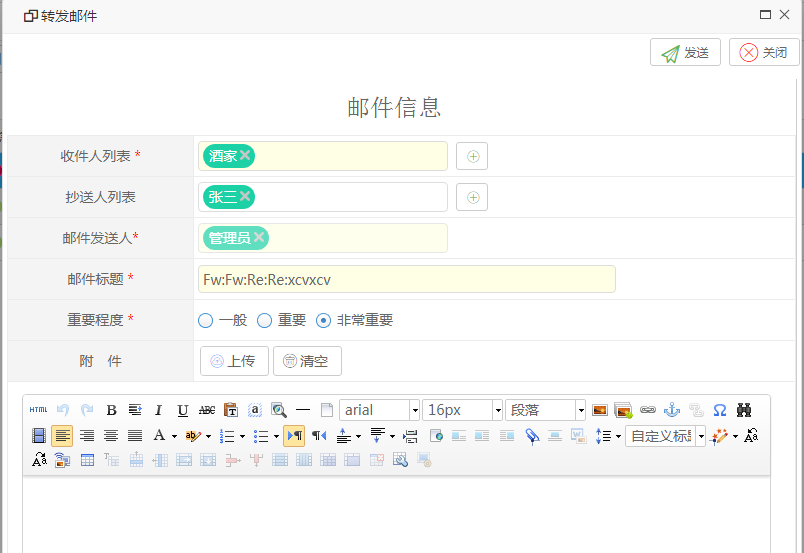 转发邮件
发送 关闭
邮件信息
收件人列表 * 酒家
抄送人列表 张三
邮件发送人* 管理员
邮件标题 * Fw:Fw:Re:Re:xcvxcv
重要程度 * 一般 重要 非常重要
附 件 上传 清空
HTML B I U ABC arial 16px 段落
自定义标题